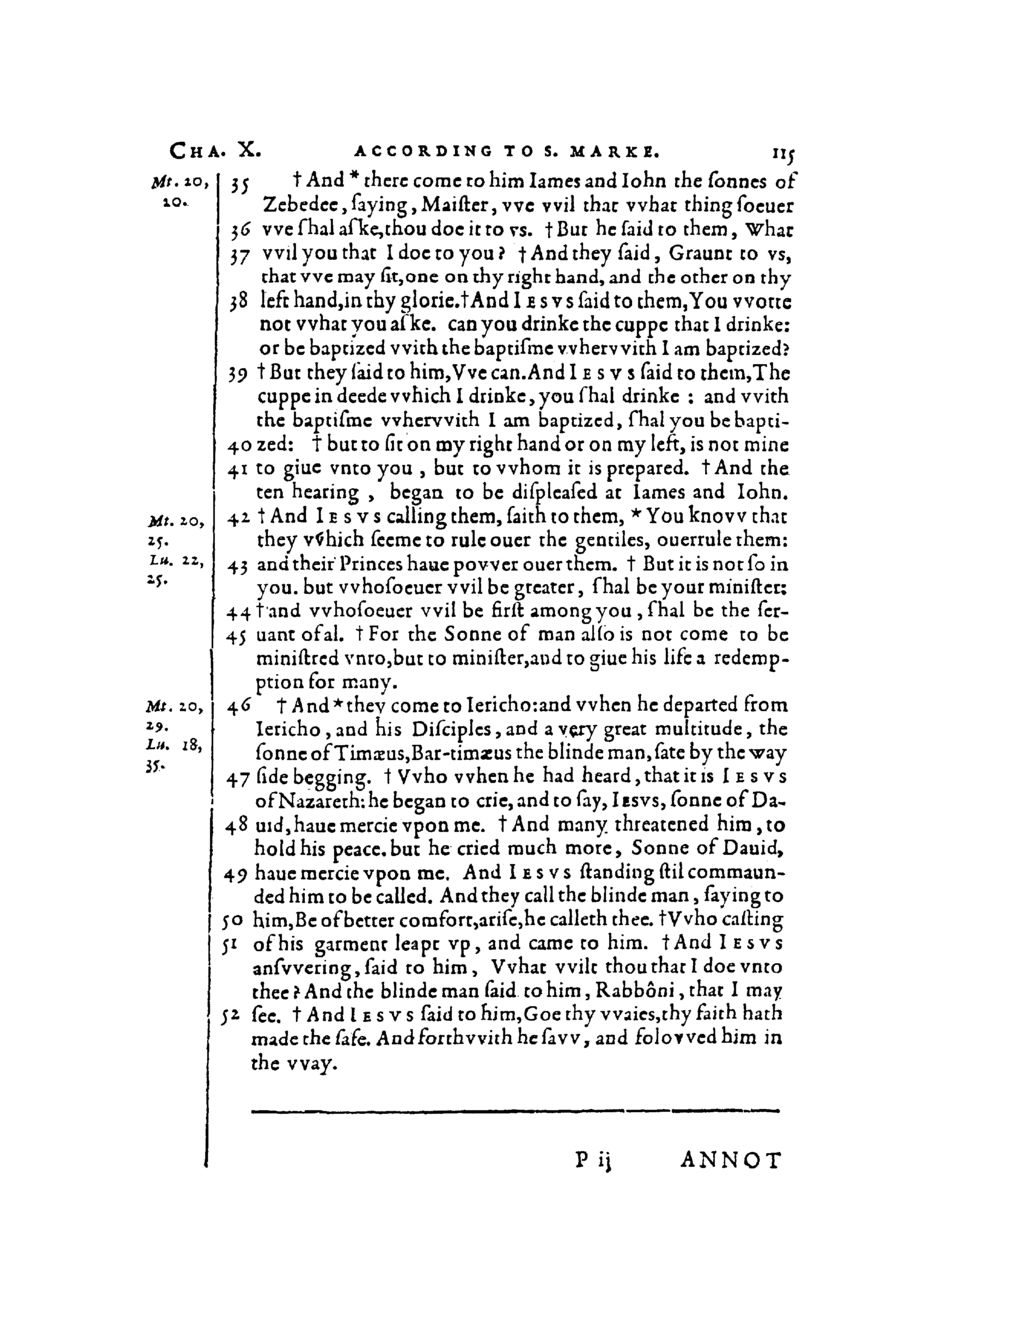 CHA. X. ACCORDING TO S. MARKE. 115
Mt. 20, 35 † And * there come to him Iames and Iohn the ſonnes of
20. Zebedee, ſaying, Maiſter, vve vvil that vvhat thing ſoeuer
36 vve ſhal aſke, thou doe it to vs. † But he ſaid to them, What
37 vvil you that I doe to you? † And they ſaid, Graunt to vs,
that vve may ſit, one on thy right hand, and the other on thy
38 left hand, in thy glorie. † And IESVS ſaid to them, You vvotte
not vvhat you aſke. can you drinke the cuppe that I drinke:
or be baptized vvith the baptiſme vvhervvith I am baptized?
39 † But they ſaid to him, Vve can. And IESVS ſaid to them, The
cuppe in deede vvhich I drinke, you ſhal drinke : and vvith
the baptiſme vvhervvith I am baptized, ſhal you be bapti-
40 zed: † but to ſit on my right hand or on my left, is not mine
41 to giue vnto you , but to vvhom it is prepared. † And the
ten hearing , began to be diſpleaſed at Iames and Iohn.
Mt. 20, 42 † And IESVS calling them, ſaith to them, * You knovv that
25. they vvhich ſeeme to rule ouer the gentiles, ouerrule them:
Lu. 22, 43 and their Princes haue povver ouer them. † But it is not ſo in
25. you. but vvhoſoeuer vvil be greater, ſhal be your miniſter:
44 † and vvhoſoeuer vvil be firſt among you , ſhal be the ſer-
45 uant of al. † For the Sonne of man alſo is not come to be
miniſtred vnto, but to miniſter, and to giue his life a redemp-
ption for many.
Mt. 20, 46 † And * they come to Iericho: and vvhen he departed from
29. Iericho , and his Diſciples, and a very great multitude, the
Lu. 18, ſonne of Timæus, Bar-timæus the blinde man, ſate by the way
35. 47 ſide begging. † Vvho vvhen he had heard, that it is IESVS
of Nazareth: he began to crie, and to ſay, IESVS, ſonne of Da-
48 uid, haue mercie vpon me. † And many threatened him, to
hold his peace. but he cried much more, Sonne of Dauid,
49 haue mercie vpon me. And IESVS ſtanding ſtil commaun-
ded him to be called. And they call the blinde man, ſaying to
50 him, Be of better comfort, ariſe, he calleth thee. † Vvho caſting
51 of his garment leapt vp, and came to him. † And IESVS
anſvvering, ſaid to him, Vvhat vvilt thou that I doe vnto
thee? And the blinde man ſaid to him, Rabbôni, that I may
52 ſee. † And IESVS ſaid to him, Goe thy vvaies, thy faith hath
made the ſafe. And forthvvith he ſavv, and folovved him in
the vvay.
P ij ANNOT